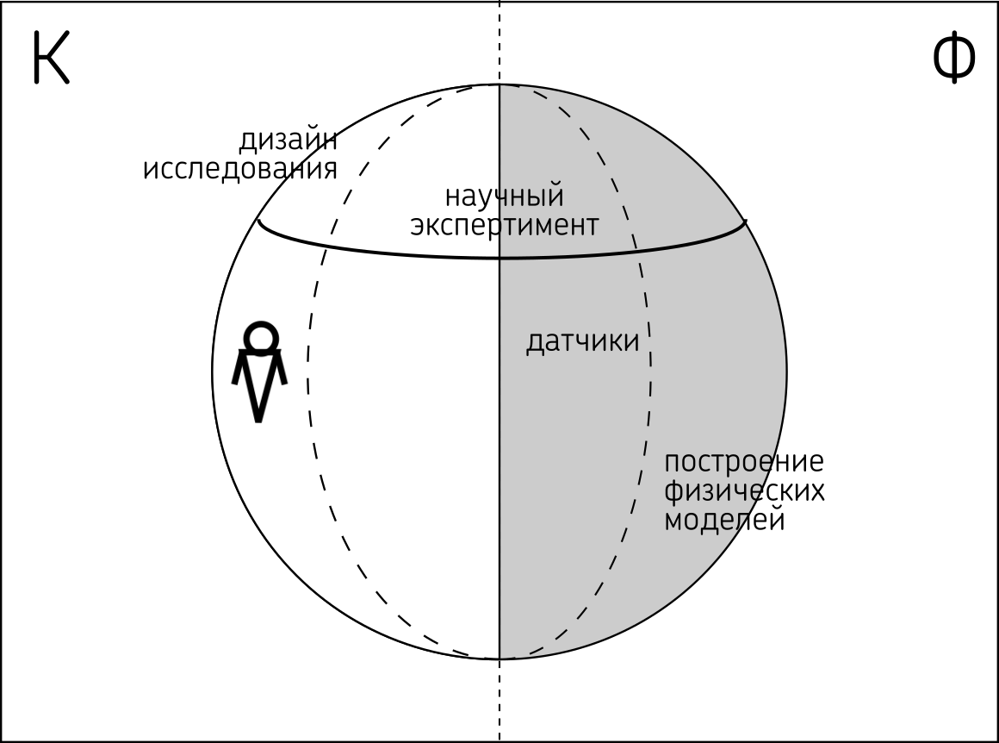 К
Ф
дизайн
исследования
научный
экспертимент
датчики
построение
физических
моделей